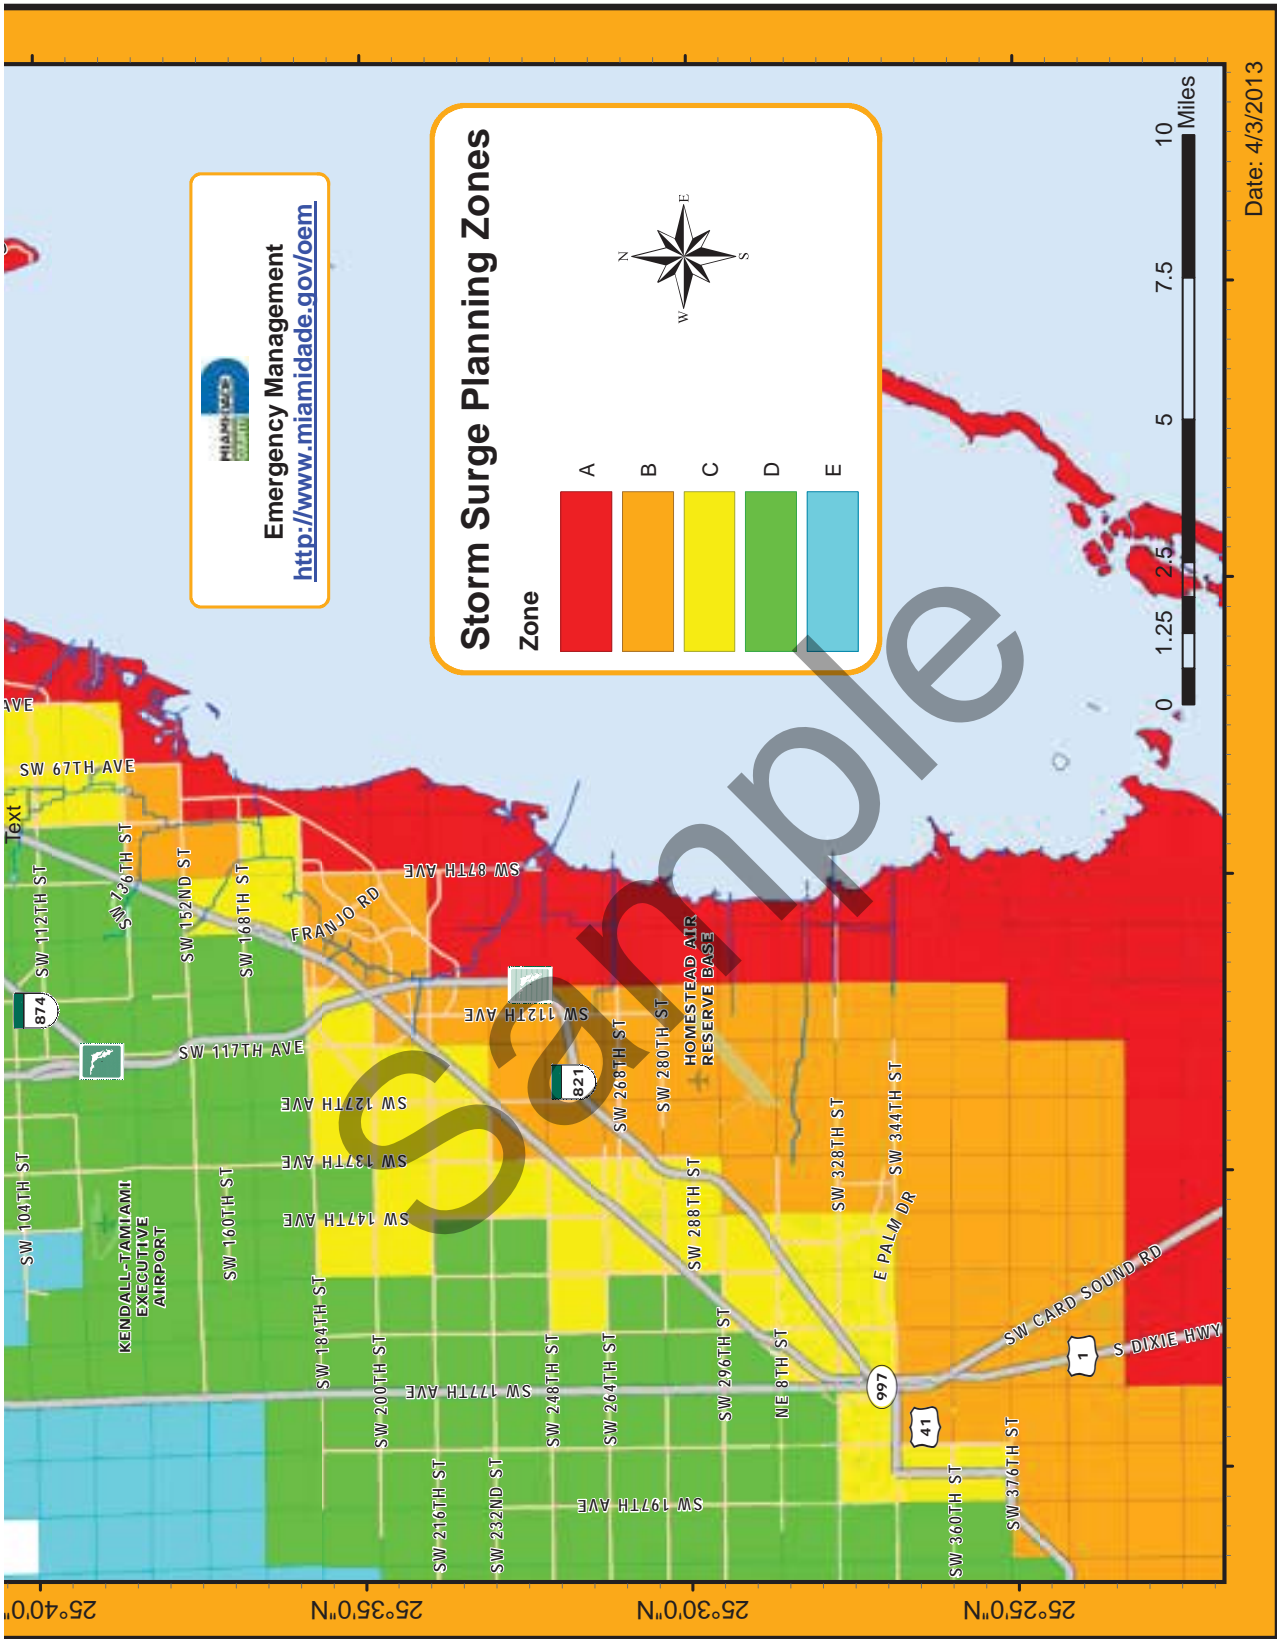 Text
AVE
SW 67TH AVE
SW 112TH ST
SW 136TH ST
SW 152ND ST
SW 168TH ST
FRANJO RD
SW 87TH AVE
874
SW 117TH AVE
SW 112TH AVE
821
SW 268TH ST
SW 280TH ST
HOMESTEAD AIR
RESERVE BASE
SW 127TH AVE
SW 137TH AVE
SW 147TH AVE
SW 104TH ST
KENDALL-TAMIAMI
EXECUTIVE
AIRPORT
SW 160TH ST
SW 184TH ST
SW 200TH ST
SW 177TH AVE
SW 216TH ST
SW 232ND ST
SW 248TH ST
SW 264TH ST
SW 197TH AVE
SW 288TH ST
SW 296TH ST
NE 8TH ST
SW 328TH ST
SW 344TH ST
E PALM DR
997
41
1
SW CARD SOUND RD
S DIXIE HWY
SW 360TH ST
SW 376TH ST
MIAMI-DADE
COUNTY
Emergency Management
http://www.miamidade.gov/oem
Storm Surge Planning Zones
Zone
A
B
C
D
E
N
W
E
S
0
1.25
2.5
5
7.5
10
Miles
Date: 4/3/2013
25°40'0"
25°35'0"N
25°30'0"N
25°25'0"N
Sample